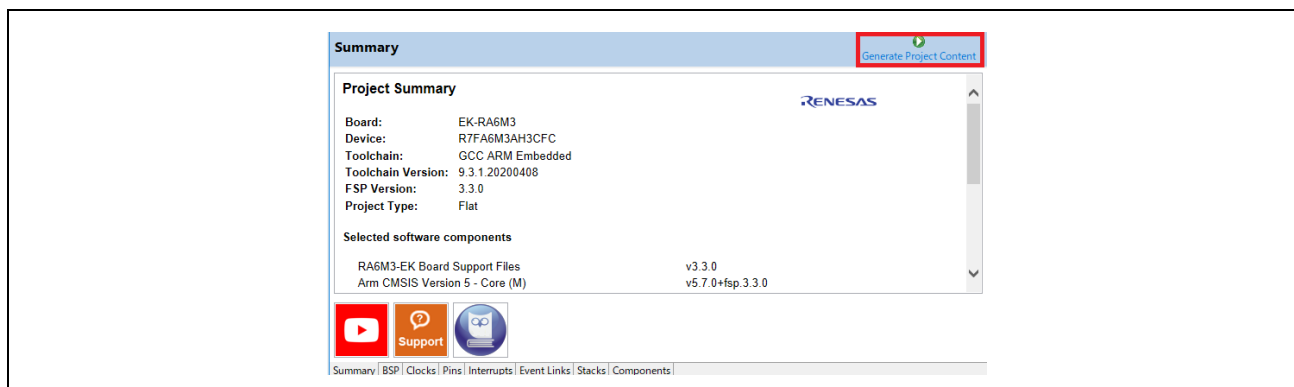 Summary
Generate Project Content
Project Summary
RENESAS
Board: EK-RA6M3
Device: R7FA6M3AH3CFC
Toolchain: GCC ARM Embedded
Toolchain Version: 9.3.1.20200408
FSP Version: 3.3.0
Project Type: Flat
Selected software components
RA6M3-EK Board Support Files v3.3.0
Arm CMSIS Version 5 - Core (M) v5.7.0+fsp.3.3.0
Support
Summary BSP Clocks Pins Interrupts Event Links Stacks Components